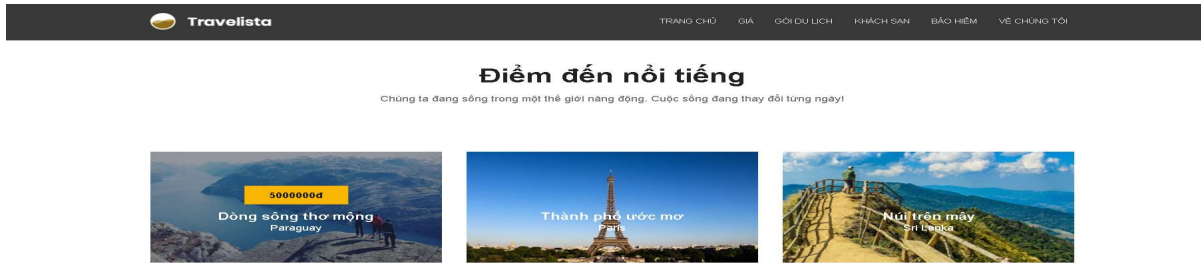 Travelista
TRANG CHỦ GIÁ GÓI DU LỊCH KHÁCH SẠN BẢO HIỂM VỀ CHÚNG TÔI
Điểm đến nổi tiếng
Chúng ta đang sống trong một thế giới năng động. Cuộc sống đang thay đổi từng ngày!
5000000đ
Dòng sông thơ mộng
Paraguay
Thành phố ước mơ
Paris
Núi trên mây
Sri Lanka